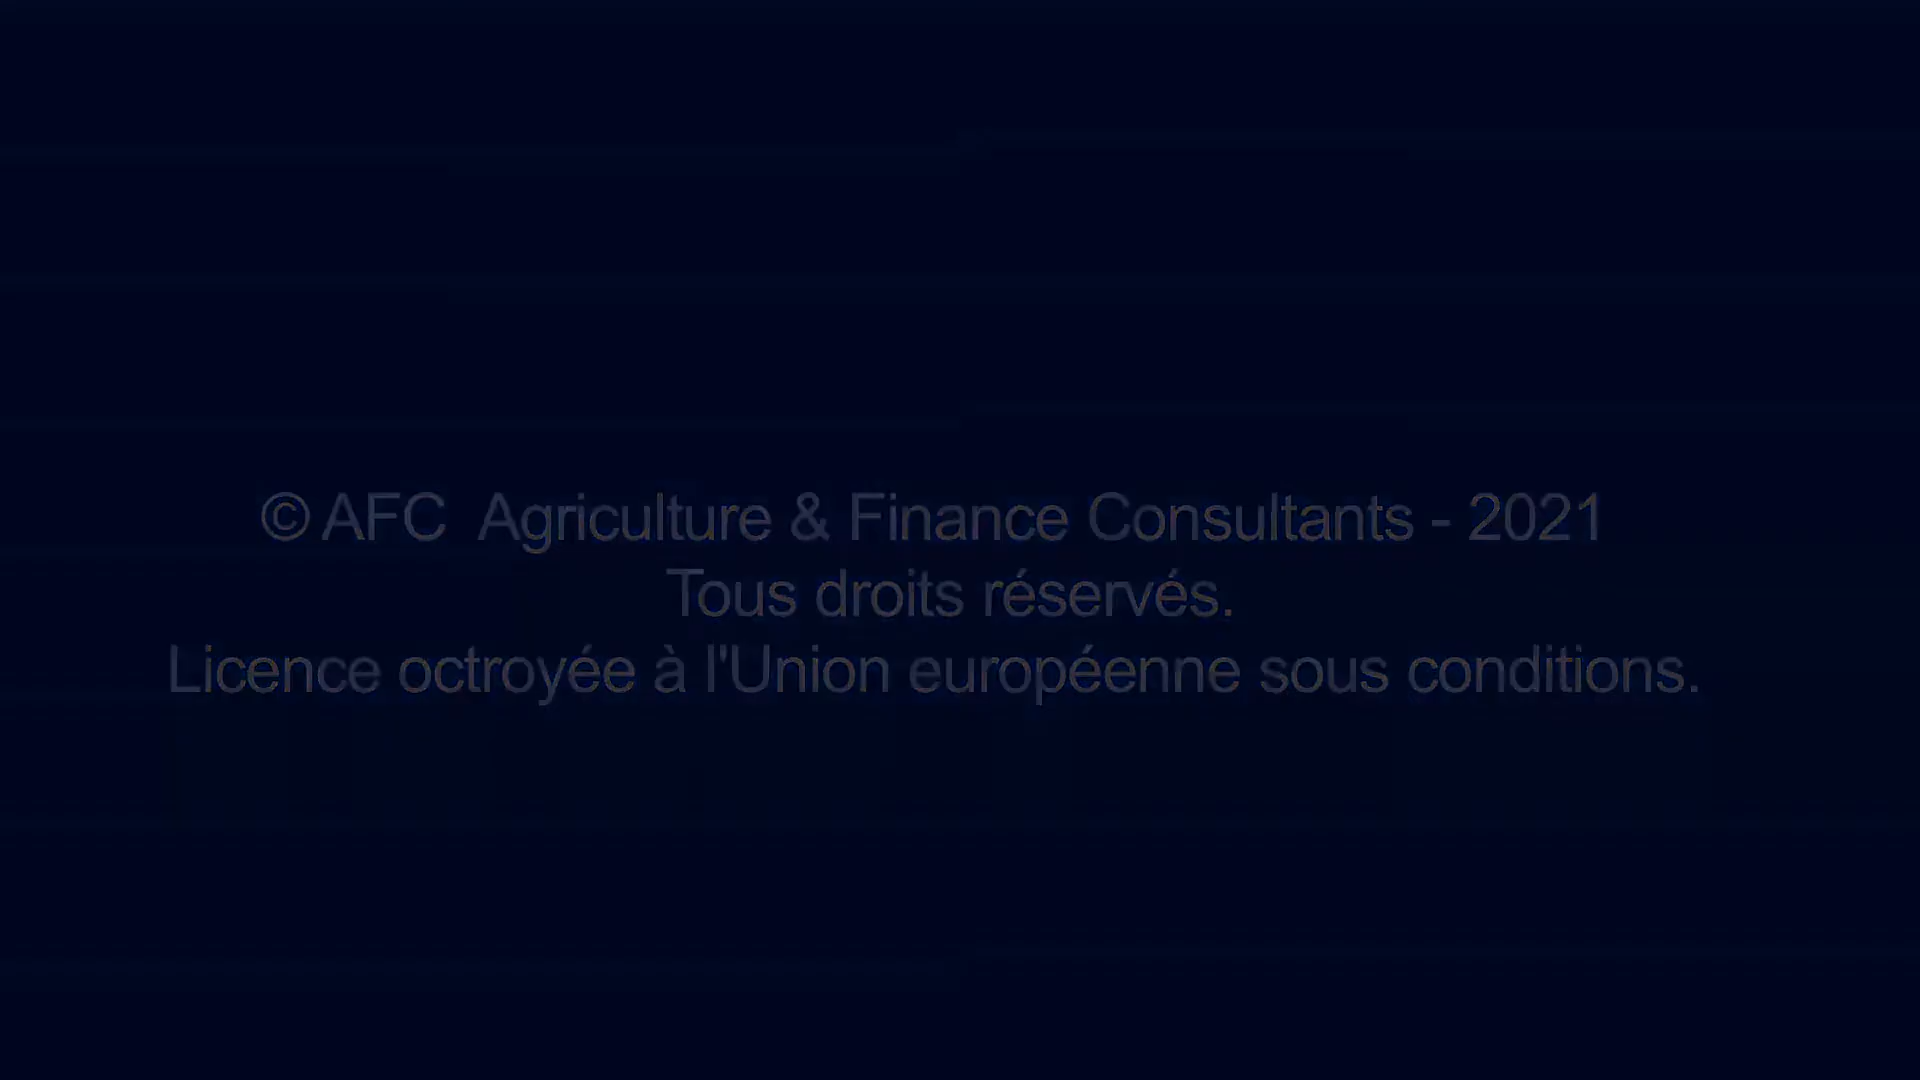 © AFC  Agriculture & Finance Consultants - 2021
Tous droits réservés.
Licence octroyée à l'Union européenne sous conditions.